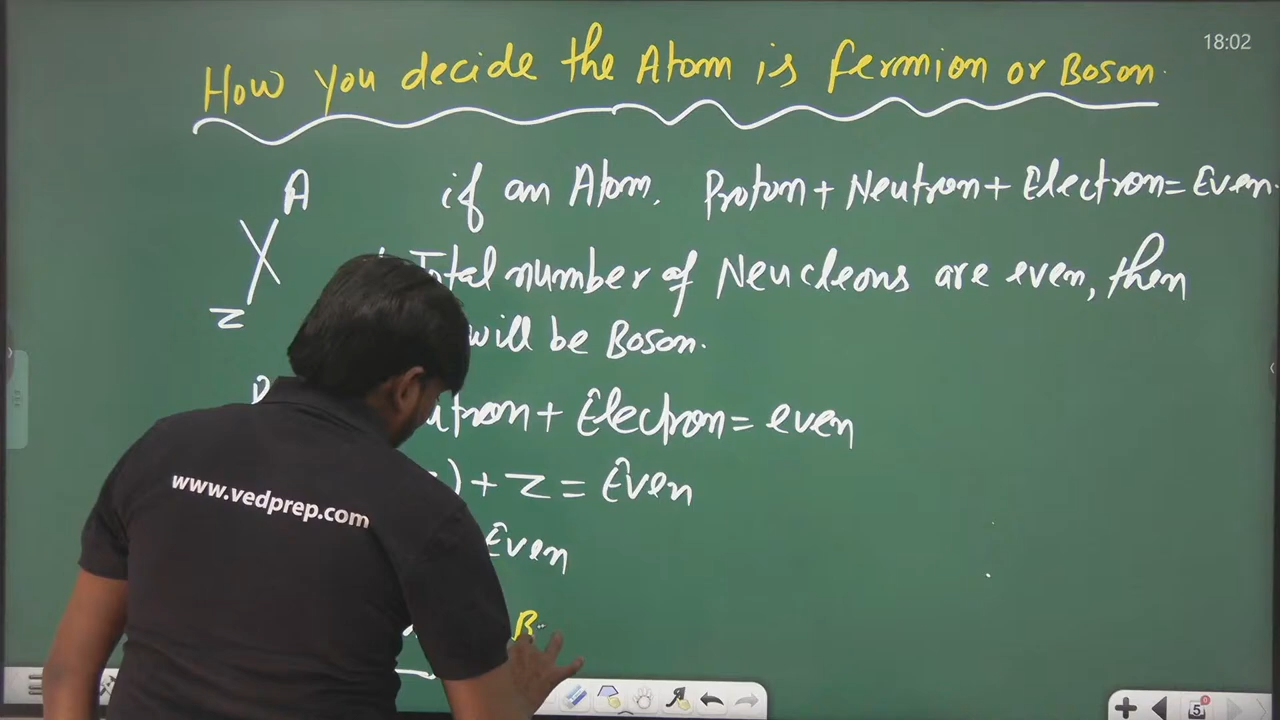 18:02
How you decide the Atom is fermion or Boson.
A
X
Z
if an Atom. Proton + Neutron + Electron = Even.
Total number of Neucleons are even, then
will be Boson.
+ Electron = even
) + Z = Even
Even
www.vedprep.com
B
5